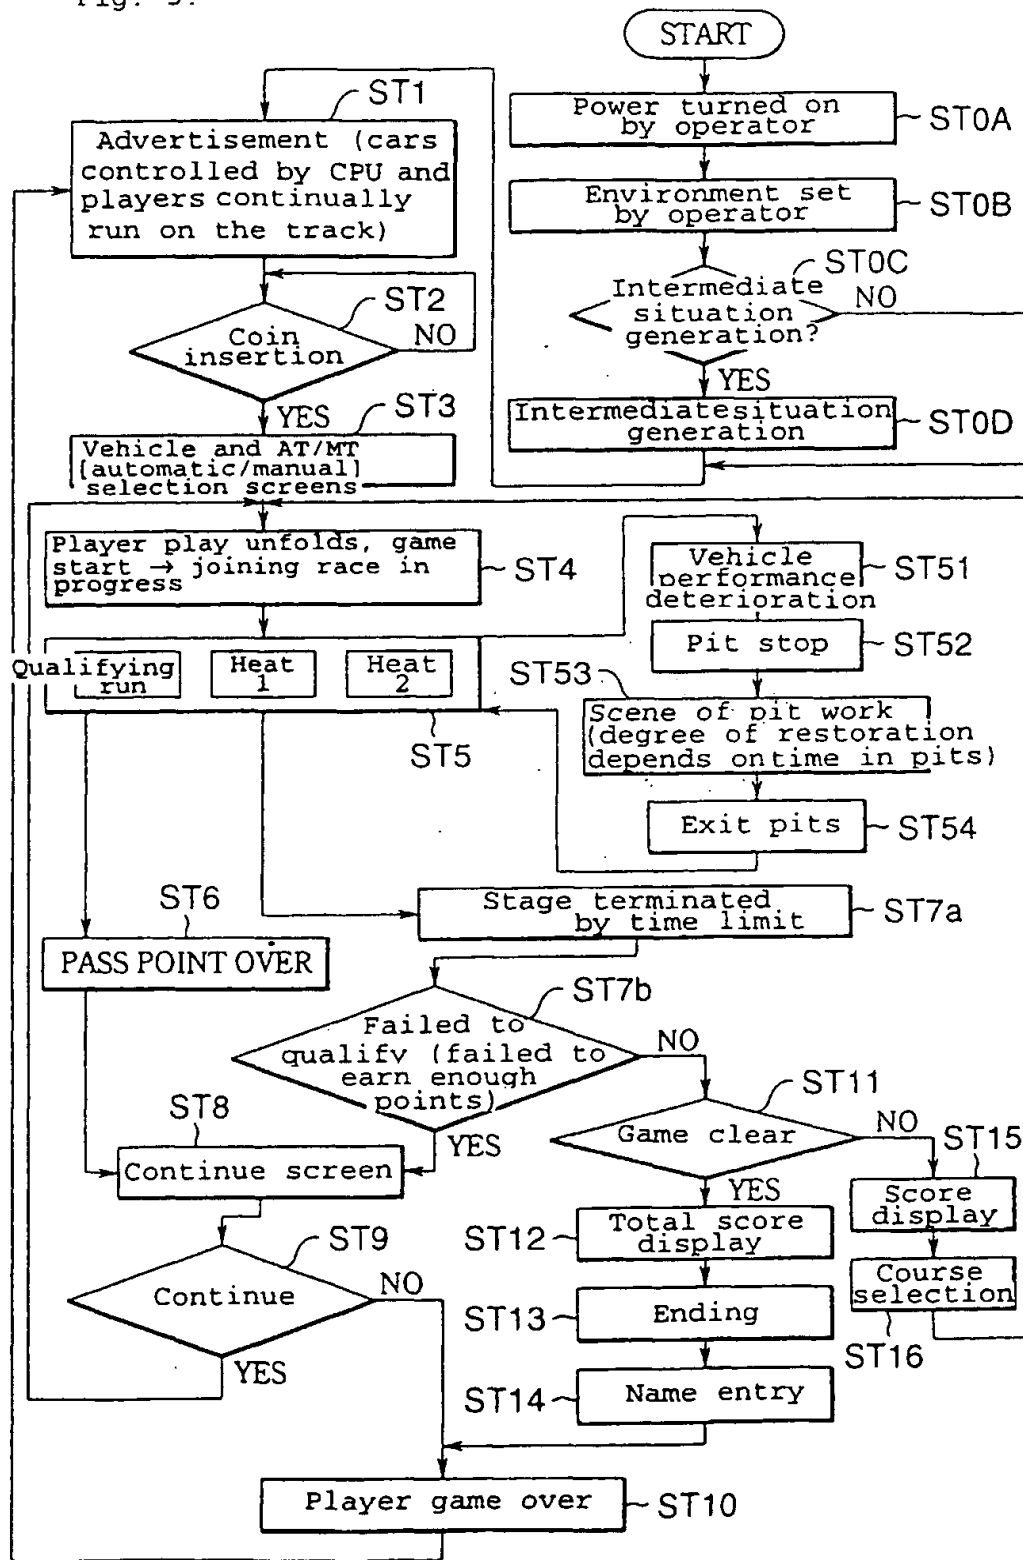 Fig. 9.
START
Power turned on
by operator
ST0A
Environment set
by operator
ST0B
ST0C
Intermediate
situation
generation?
NO
YES
Intermediatesituation
generation
ST0D
ST1
Advertisement (cars
controlled by CPU and
players continually
run on the track)
ST2
Coin
insertion
NO
YES
ST3
Vehicle and AT/MT
[automatic/manual]
selection screens
Player play unfolds, game
start → joining race in
progress
ST4
Qualifying
run
Heat
1
Heat
2
ST5
Vehicle
performance
deterioration
ST51
Pit stop
ST52
ST53
Scene of pit work
(degree of restoration
depends on time in pits)
Exit pits
ST54
ST6
PASS POINT OVER
Stage terminated
by time limit
ST7a
ST7b
Failed to
qualify (failed to
earn enough
points)
NO
YES
ST8
Continue screen
ST9
Continue
NO
YES
ST11
Game clear
NO
YES
ST12
Total score
display
ST13
Ending
ST14
Name entry
ST15
Score
display
Course
selection
ST16
Player game over
ST10